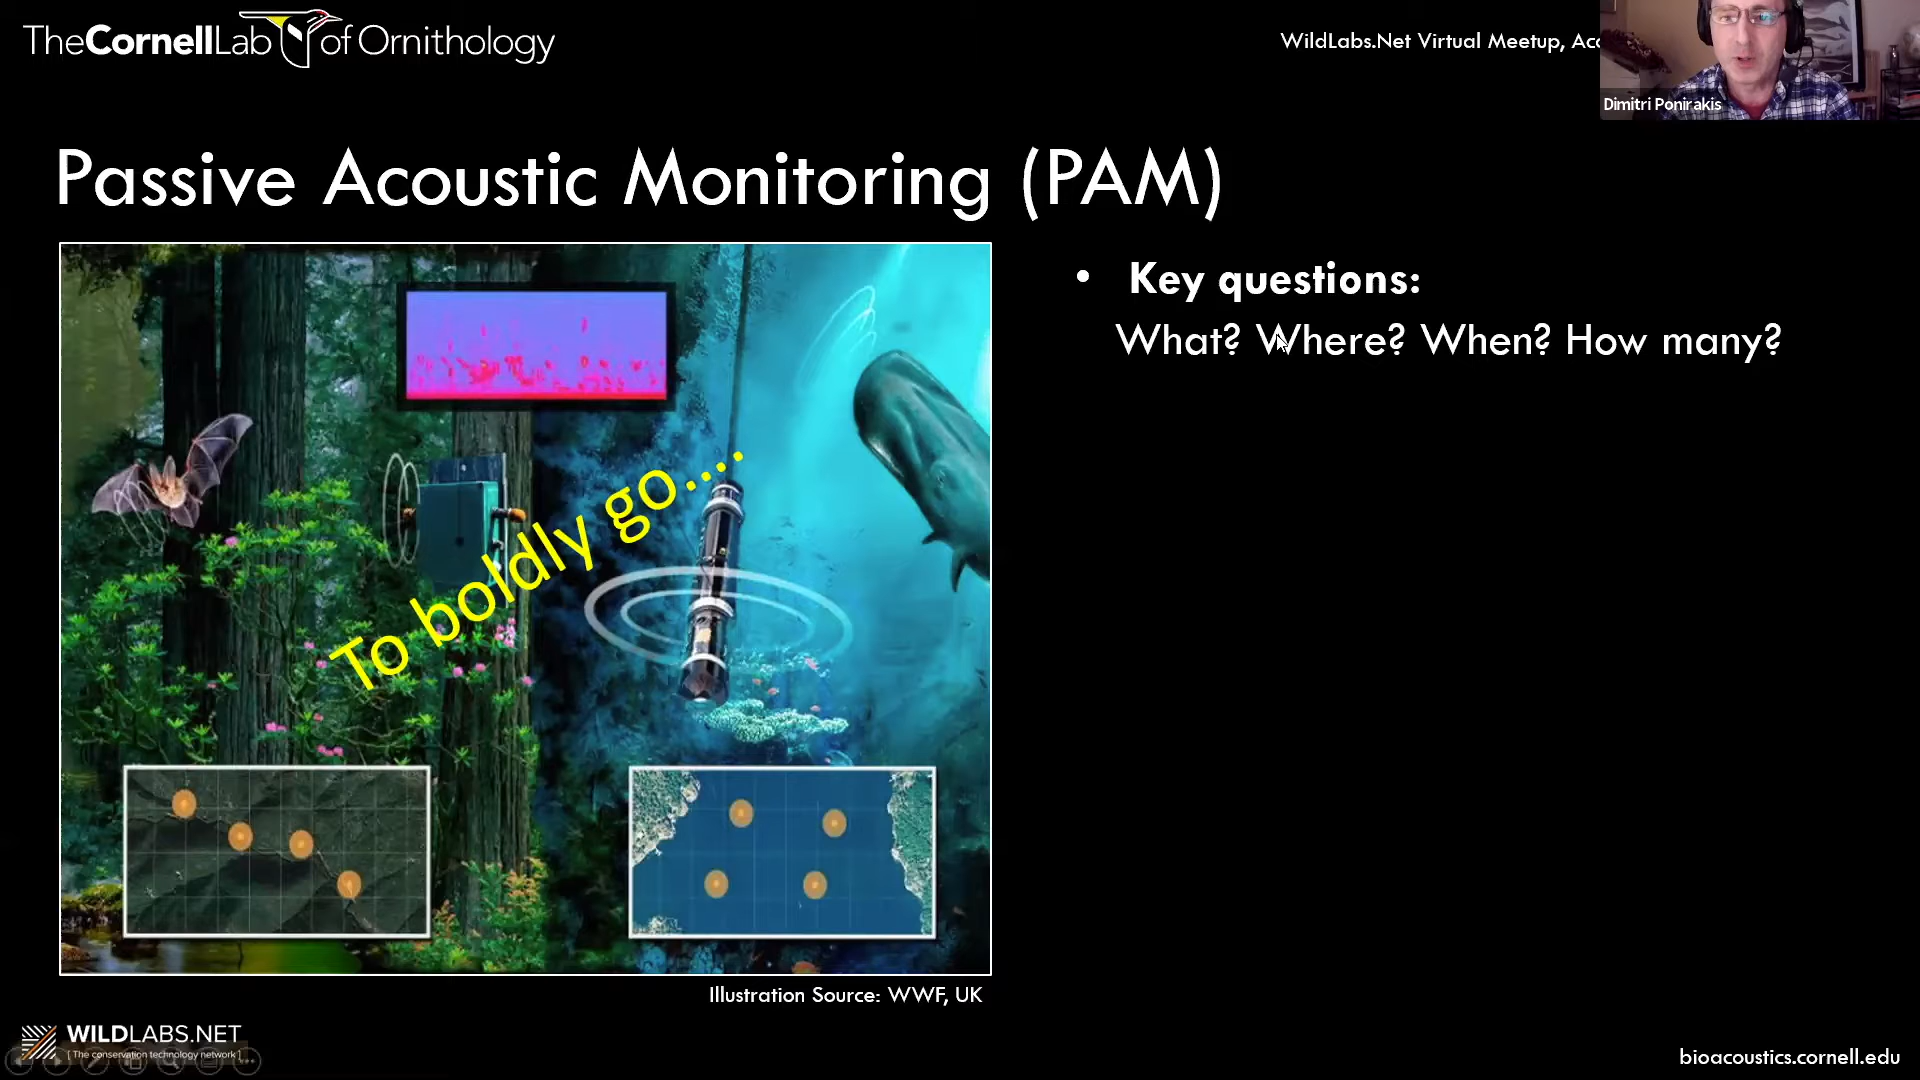 TheCornellLab of Ornithology
WildLabs.Net Virtual Meetup,
Dimitri Ponirakis
Passive Acoustic Monitoring (PAM)
• Key questions:
What? Where? When? How many?
To boldly go....
Illustration Source: WWF, UK
WILDLABS.NET
[ The conservation technology network ]
bioacoustics.cornell.edu